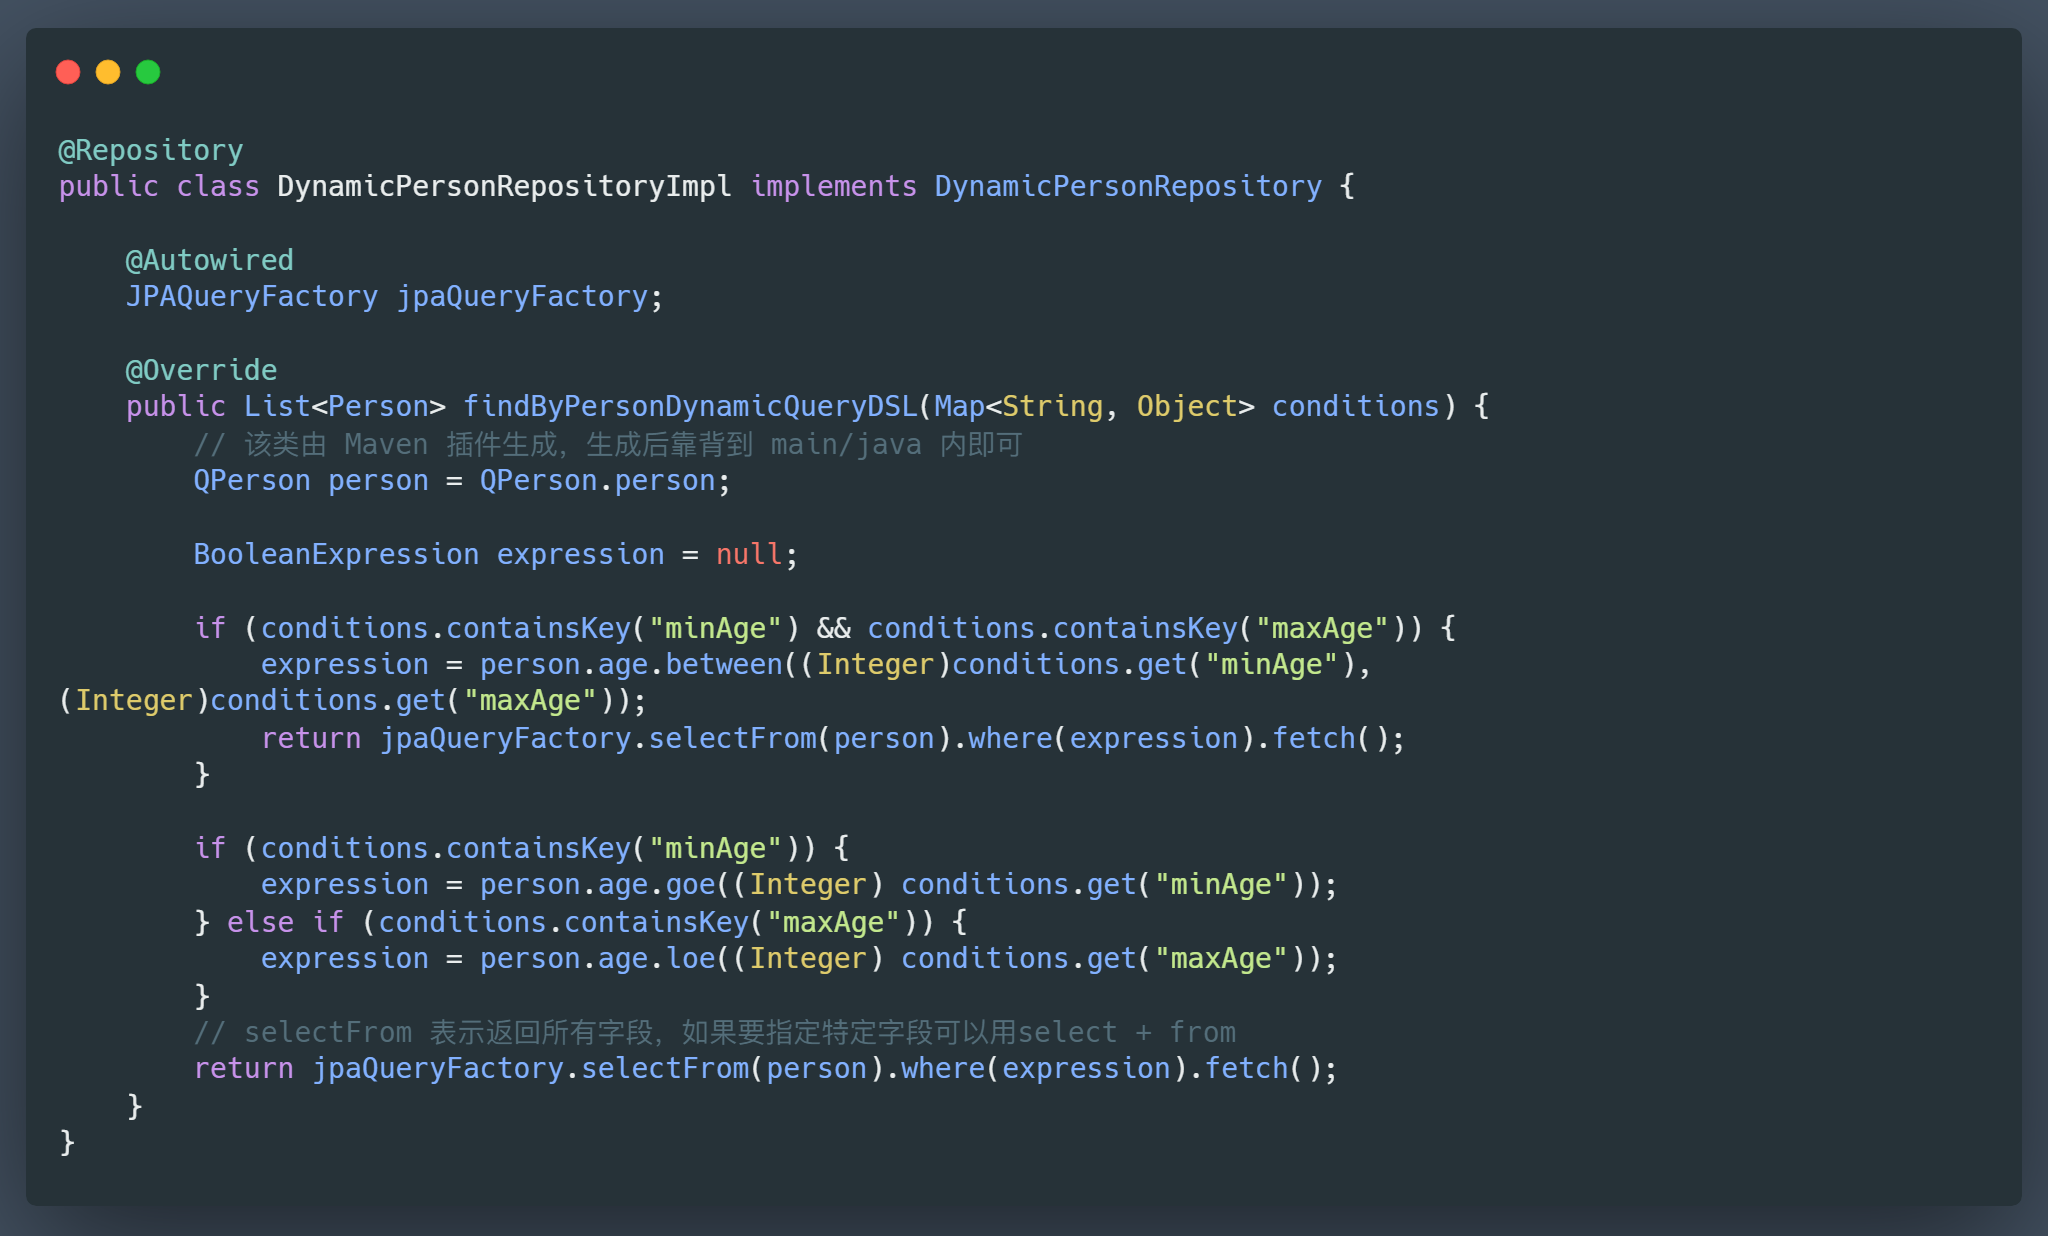 @Repository
public class DynamicPersonRepositoryImpl implements DynamicPersonRepository {
@Autowired
JPAQueryFactory jpaQueryFactory;
@Override
public List<Person> findByPersonDynamicQueryDSL(Map<String, Object> conditions) {
// 该类由 Maven 插件生成，生成后靠背到 main/java 内即可
QPerson person = QPerson.person;
BooleanExpression expression = null;
if (conditions.containsKey("minAge") && conditions.containsKey("maxAge")) {
expression = person.age.between((Integer)conditions.get("minAge"),
(Integer)conditions.get("maxAge"));
return jpaQueryFactory.selectFrom(person).where(expression).fetch();
}
if (conditions.containsKey("minAge")) {
expression = person.age.goe((Integer) conditions.get("minAge"));
} else if (conditions.containsKey("maxAge")) {
expression = person.age.loe((Integer) conditions.get("maxAge"));
}
// selectFrom 表示返回所有字段，如果要指定特定字段可以用select + from
return jpaQueryFactory.selectFrom(person).where(expression).fetch();
}
}